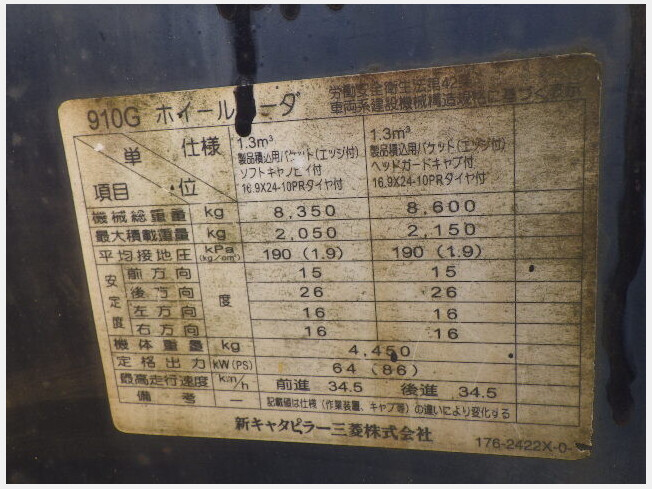 910G ホイールローダ
労働安全衛生法第42
車両系建設機械構造規格に基づく表示
単 仕様
項目 位
1.3m³
製品積込用バケット(エッジ付)
ソフトキャノピィ付
16.9X24-10PRタイヤ付
1.3m³
製品積込用バケット(エッジ付)
ヘッドガードキャブ付
16.9X24-10PRタイヤ付
機械総重量 kg 8,350 8,600
最大積載重量 kg 2,050 2,150
平均接地圧 kPa (kg/cm²) 190 (1.9) 190 (1.9)
安定度 前方向 度 15 15
後方向 26 26
左方向 16 16
右方向 16 16
機体重量 kg 4,450
定格出力 kW(PS) 64 (86)
最高走行速度 km/h 前進 34.5 後進 34.5
備考 — 記載値は仕様(作業装置、キャブ等)の違いにより変化する
新キャタピラー三菱株式会社
176-2422X-0-